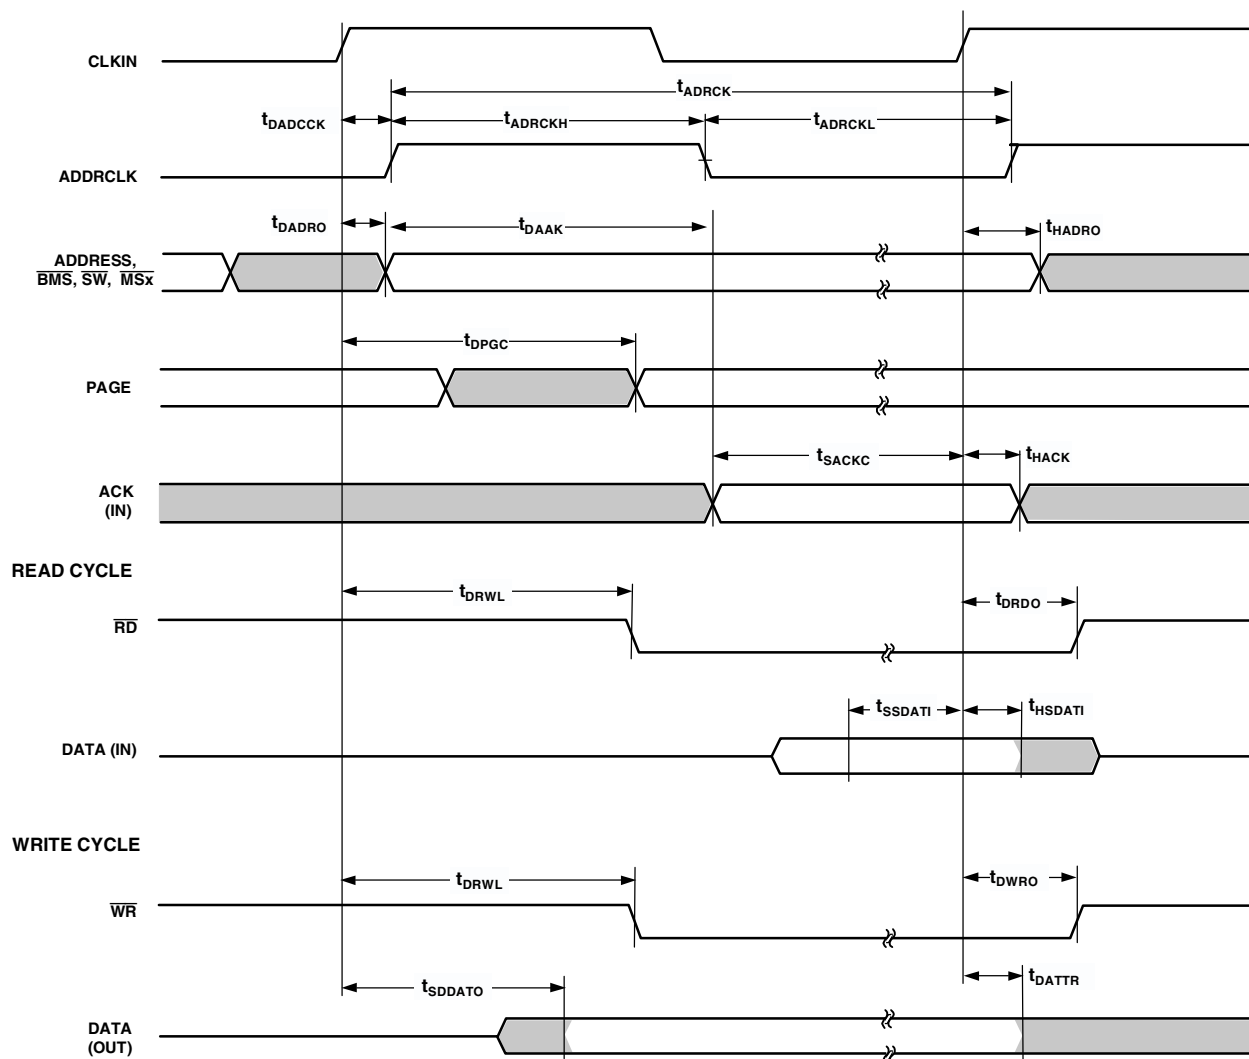 CLKIN
tADRCK
tDADCCK
tADRCKH
tADRCKL
ADDRCLK
tDADRO
tDAAK
tHADRO
ADDRESS,
BMS, SW, MSx
tDPGC
PAGE
tSACKC
tHACK
ACK
(IN)
READ CYCLE
tDRWL
tDRDO
RD
tSSDATI
tHSDATI
DATA (IN)
WRITE CYCLE
tDRWL
tDWRO
WR
tSDDATO
tDATTR
DATA
(OUT)